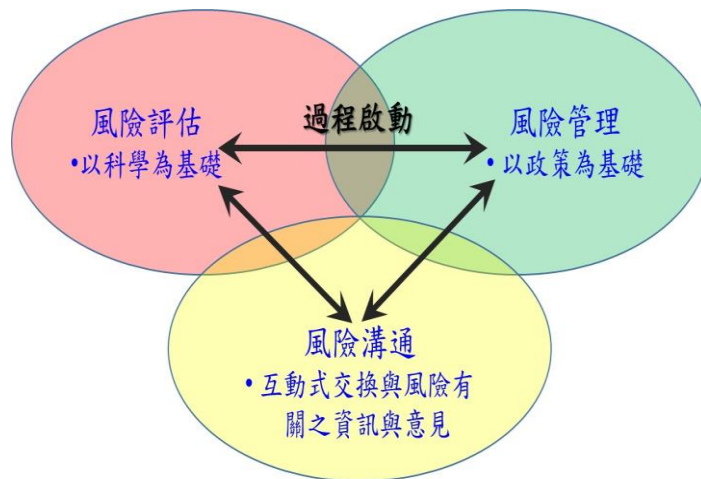 過程啟動
風險評估
•以科學為基礎
風險管理
•以政策為基礎
風險溝通
•互動式交換與風險有
關之資訊與意見